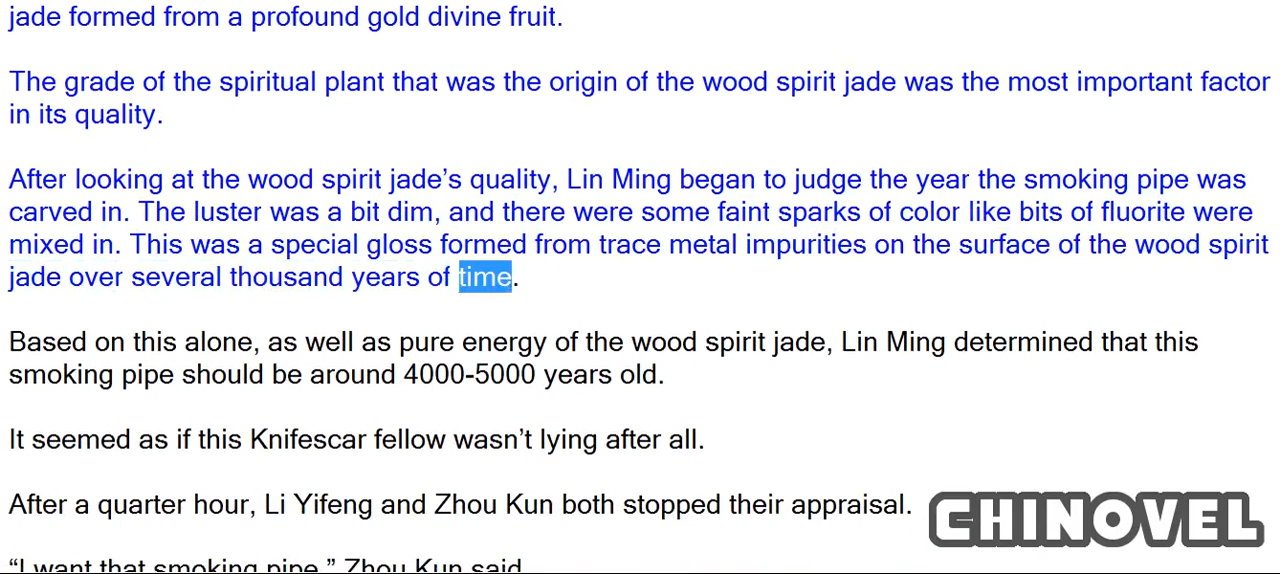 jade formed from a profound gold divine fruit.
The grade of the spiritual plant that was the origin of the wood spirit jade was the most important factor
in its quality.
After looking at the wood spirit jade’s quality, Lin Ming began to judge the year the smoking pipe was
carved in. The luster was a bit dim, and there were some faint sparks of color like bits of fluorite were
mixed in. This was a special gloss formed from trace metal impurities on the surface of the wood spirit
jade over several thousand years of time.
Based on this alone, as well as pure energy of the wood spirit jade, Lin Ming determined that this
smoking pipe should be around 4000-5000 years old.
It seemed as if this Knifescar fellow wasn’t lying after all.
After a quarter hour, Li Yifeng and Zhou Kun both stopped their appraisal.
CHINOVEL
“I want that smoking pipe.” Zhou Kun said